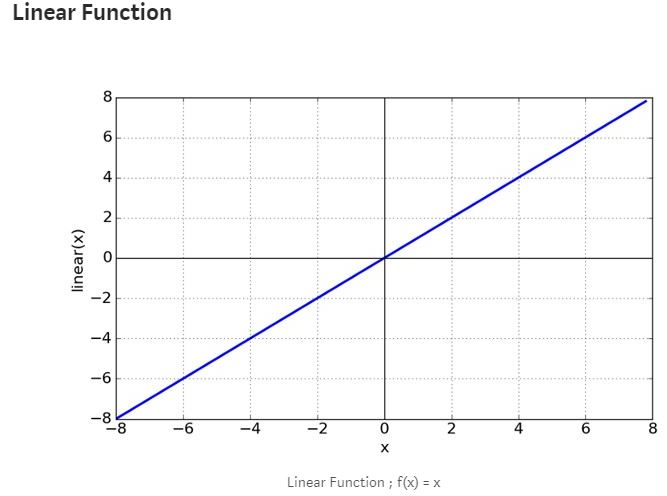 Linear Function
8
6
4
2
0
−2
−4
−6
−8
linear(x)
−8 −6 −4 −2 0 2 4 6 8
x
Linear Function ; f(x) = x